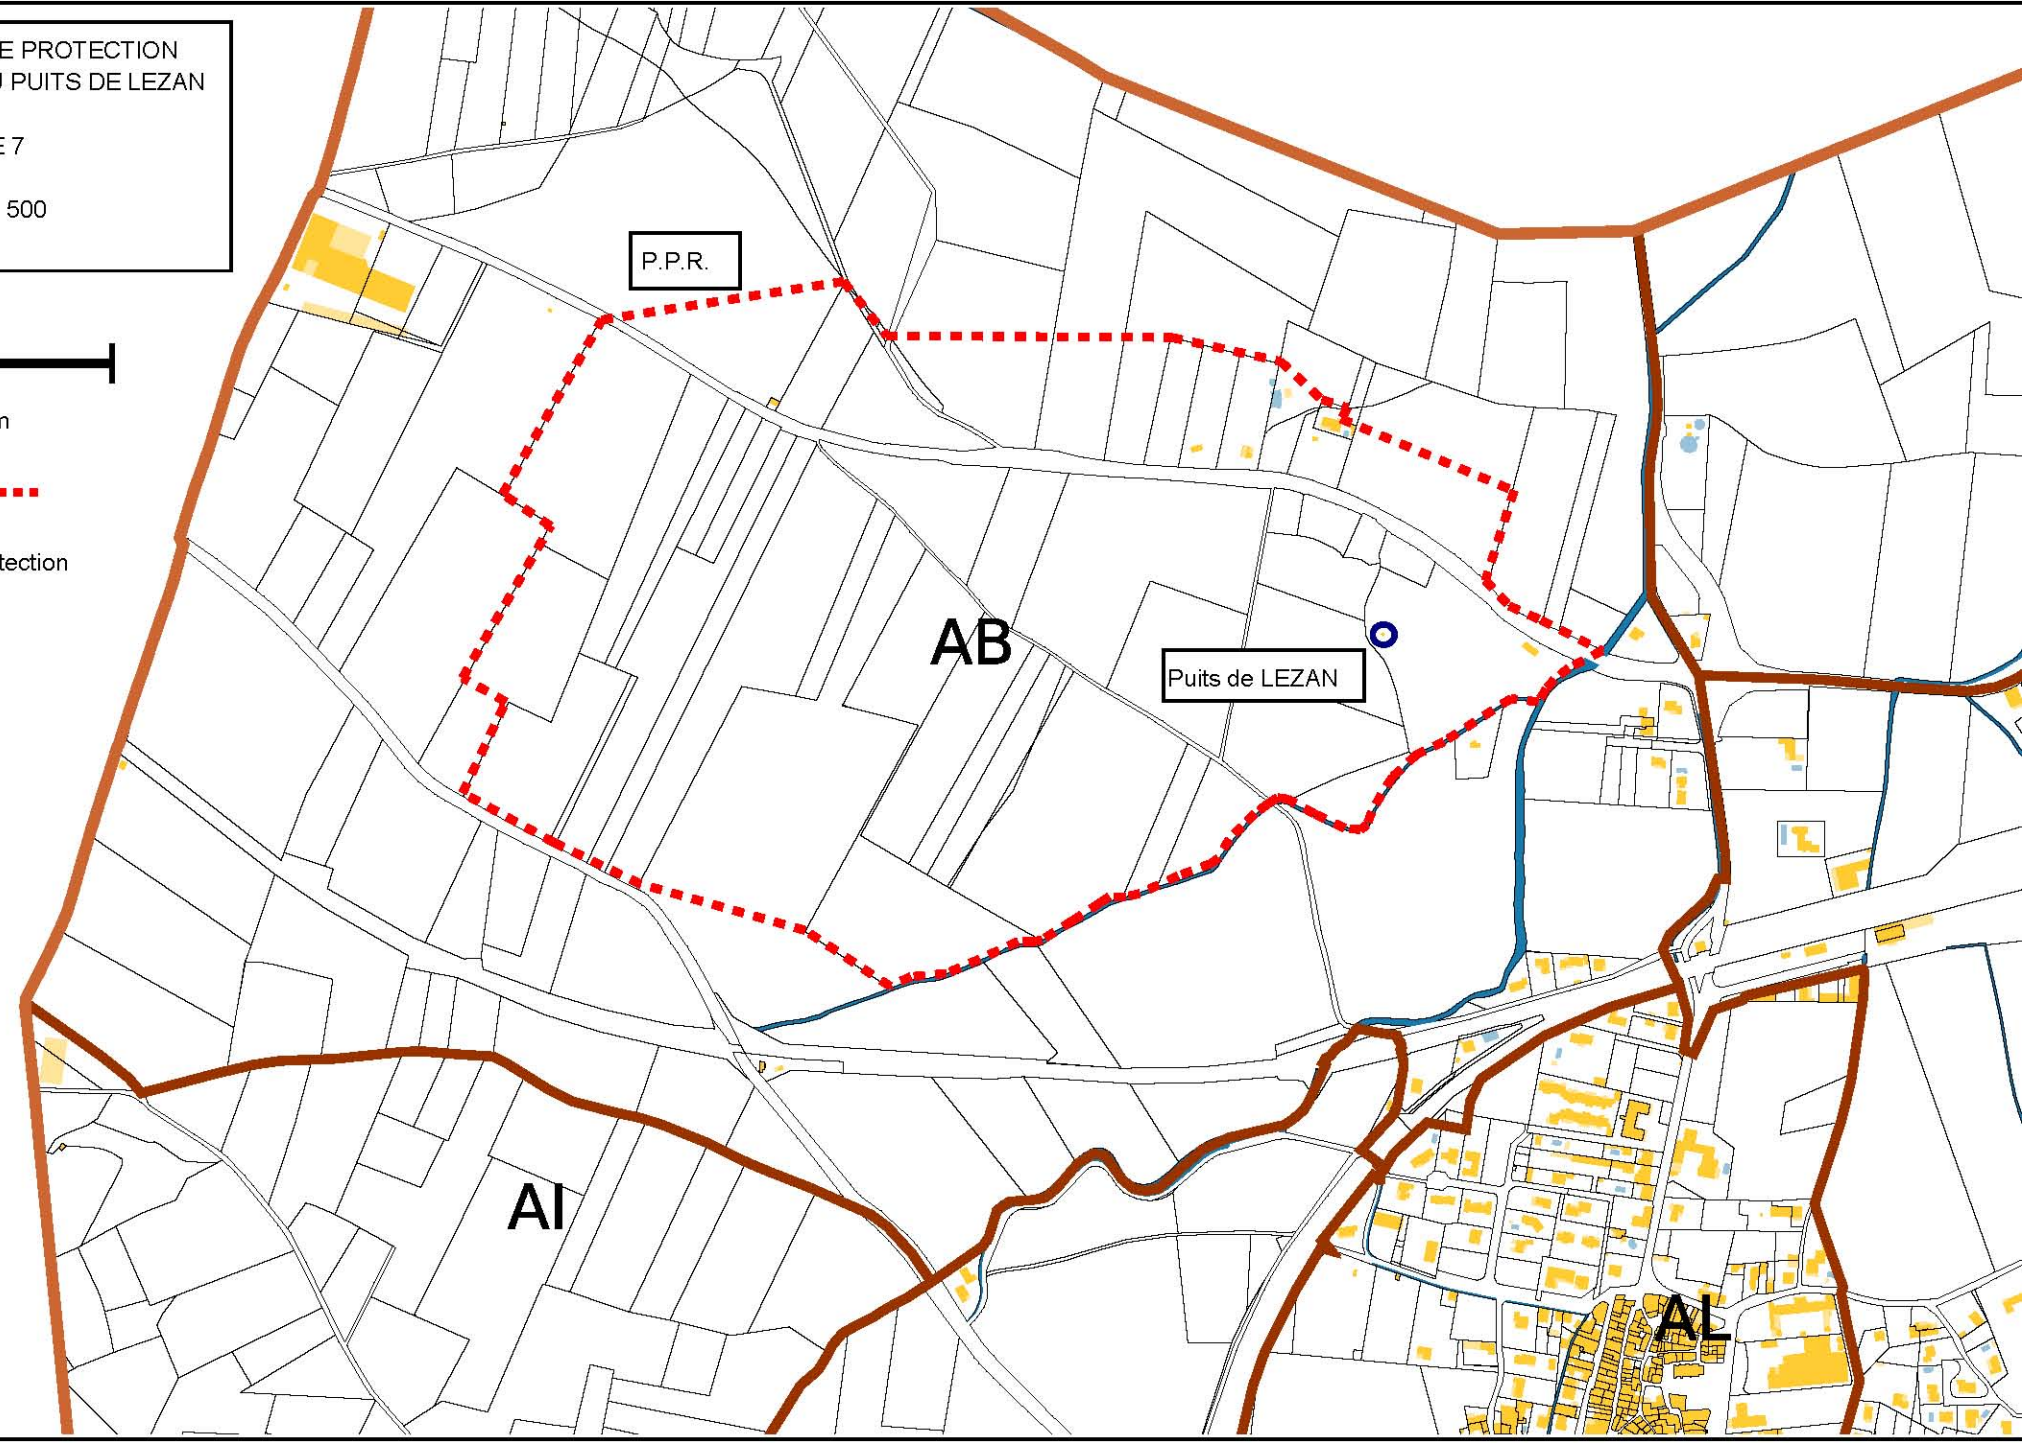 E PROTECTION
U PUITS DE LEZAN
E 7
500
P.P.R.
m
tection
AB
Puits de LEZAN
AI
AL